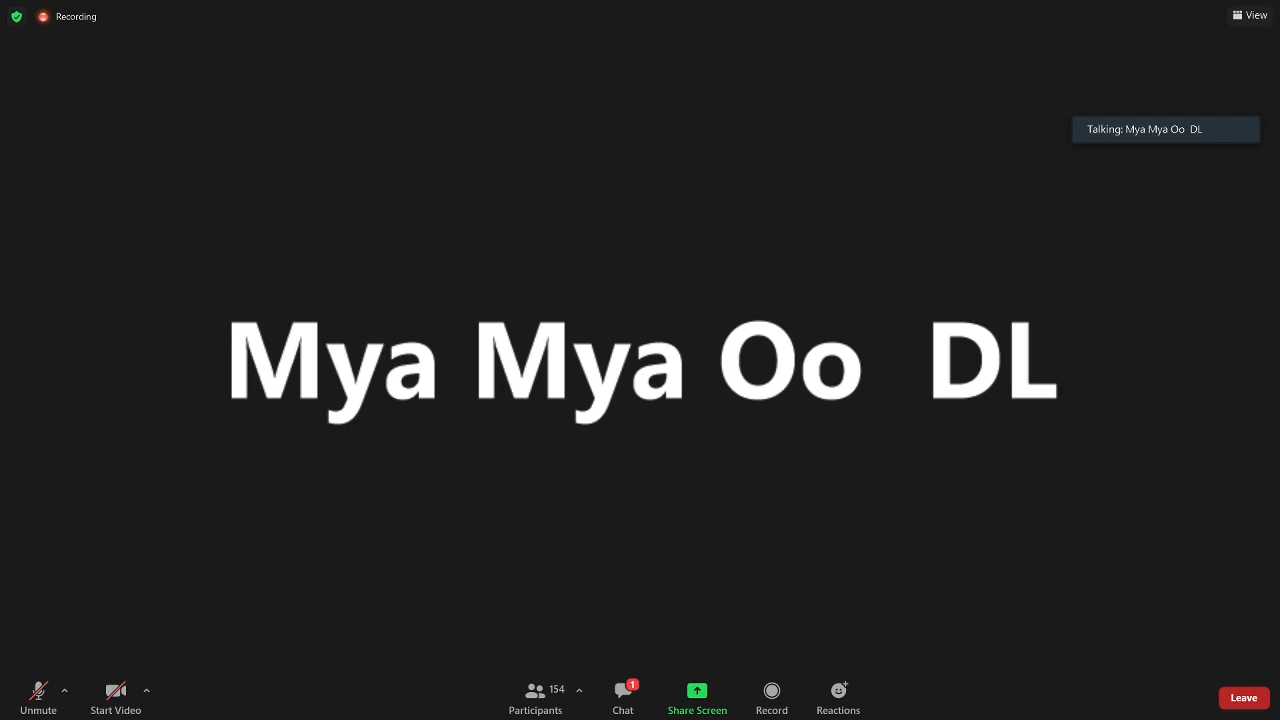 Recording
View
Talking: Mya Mya Oo  DL
Mya Mya Oo  DL
154
1
Unmute
Start Video
Participants
Chat
Share Screen
Record
Reactions
Leave